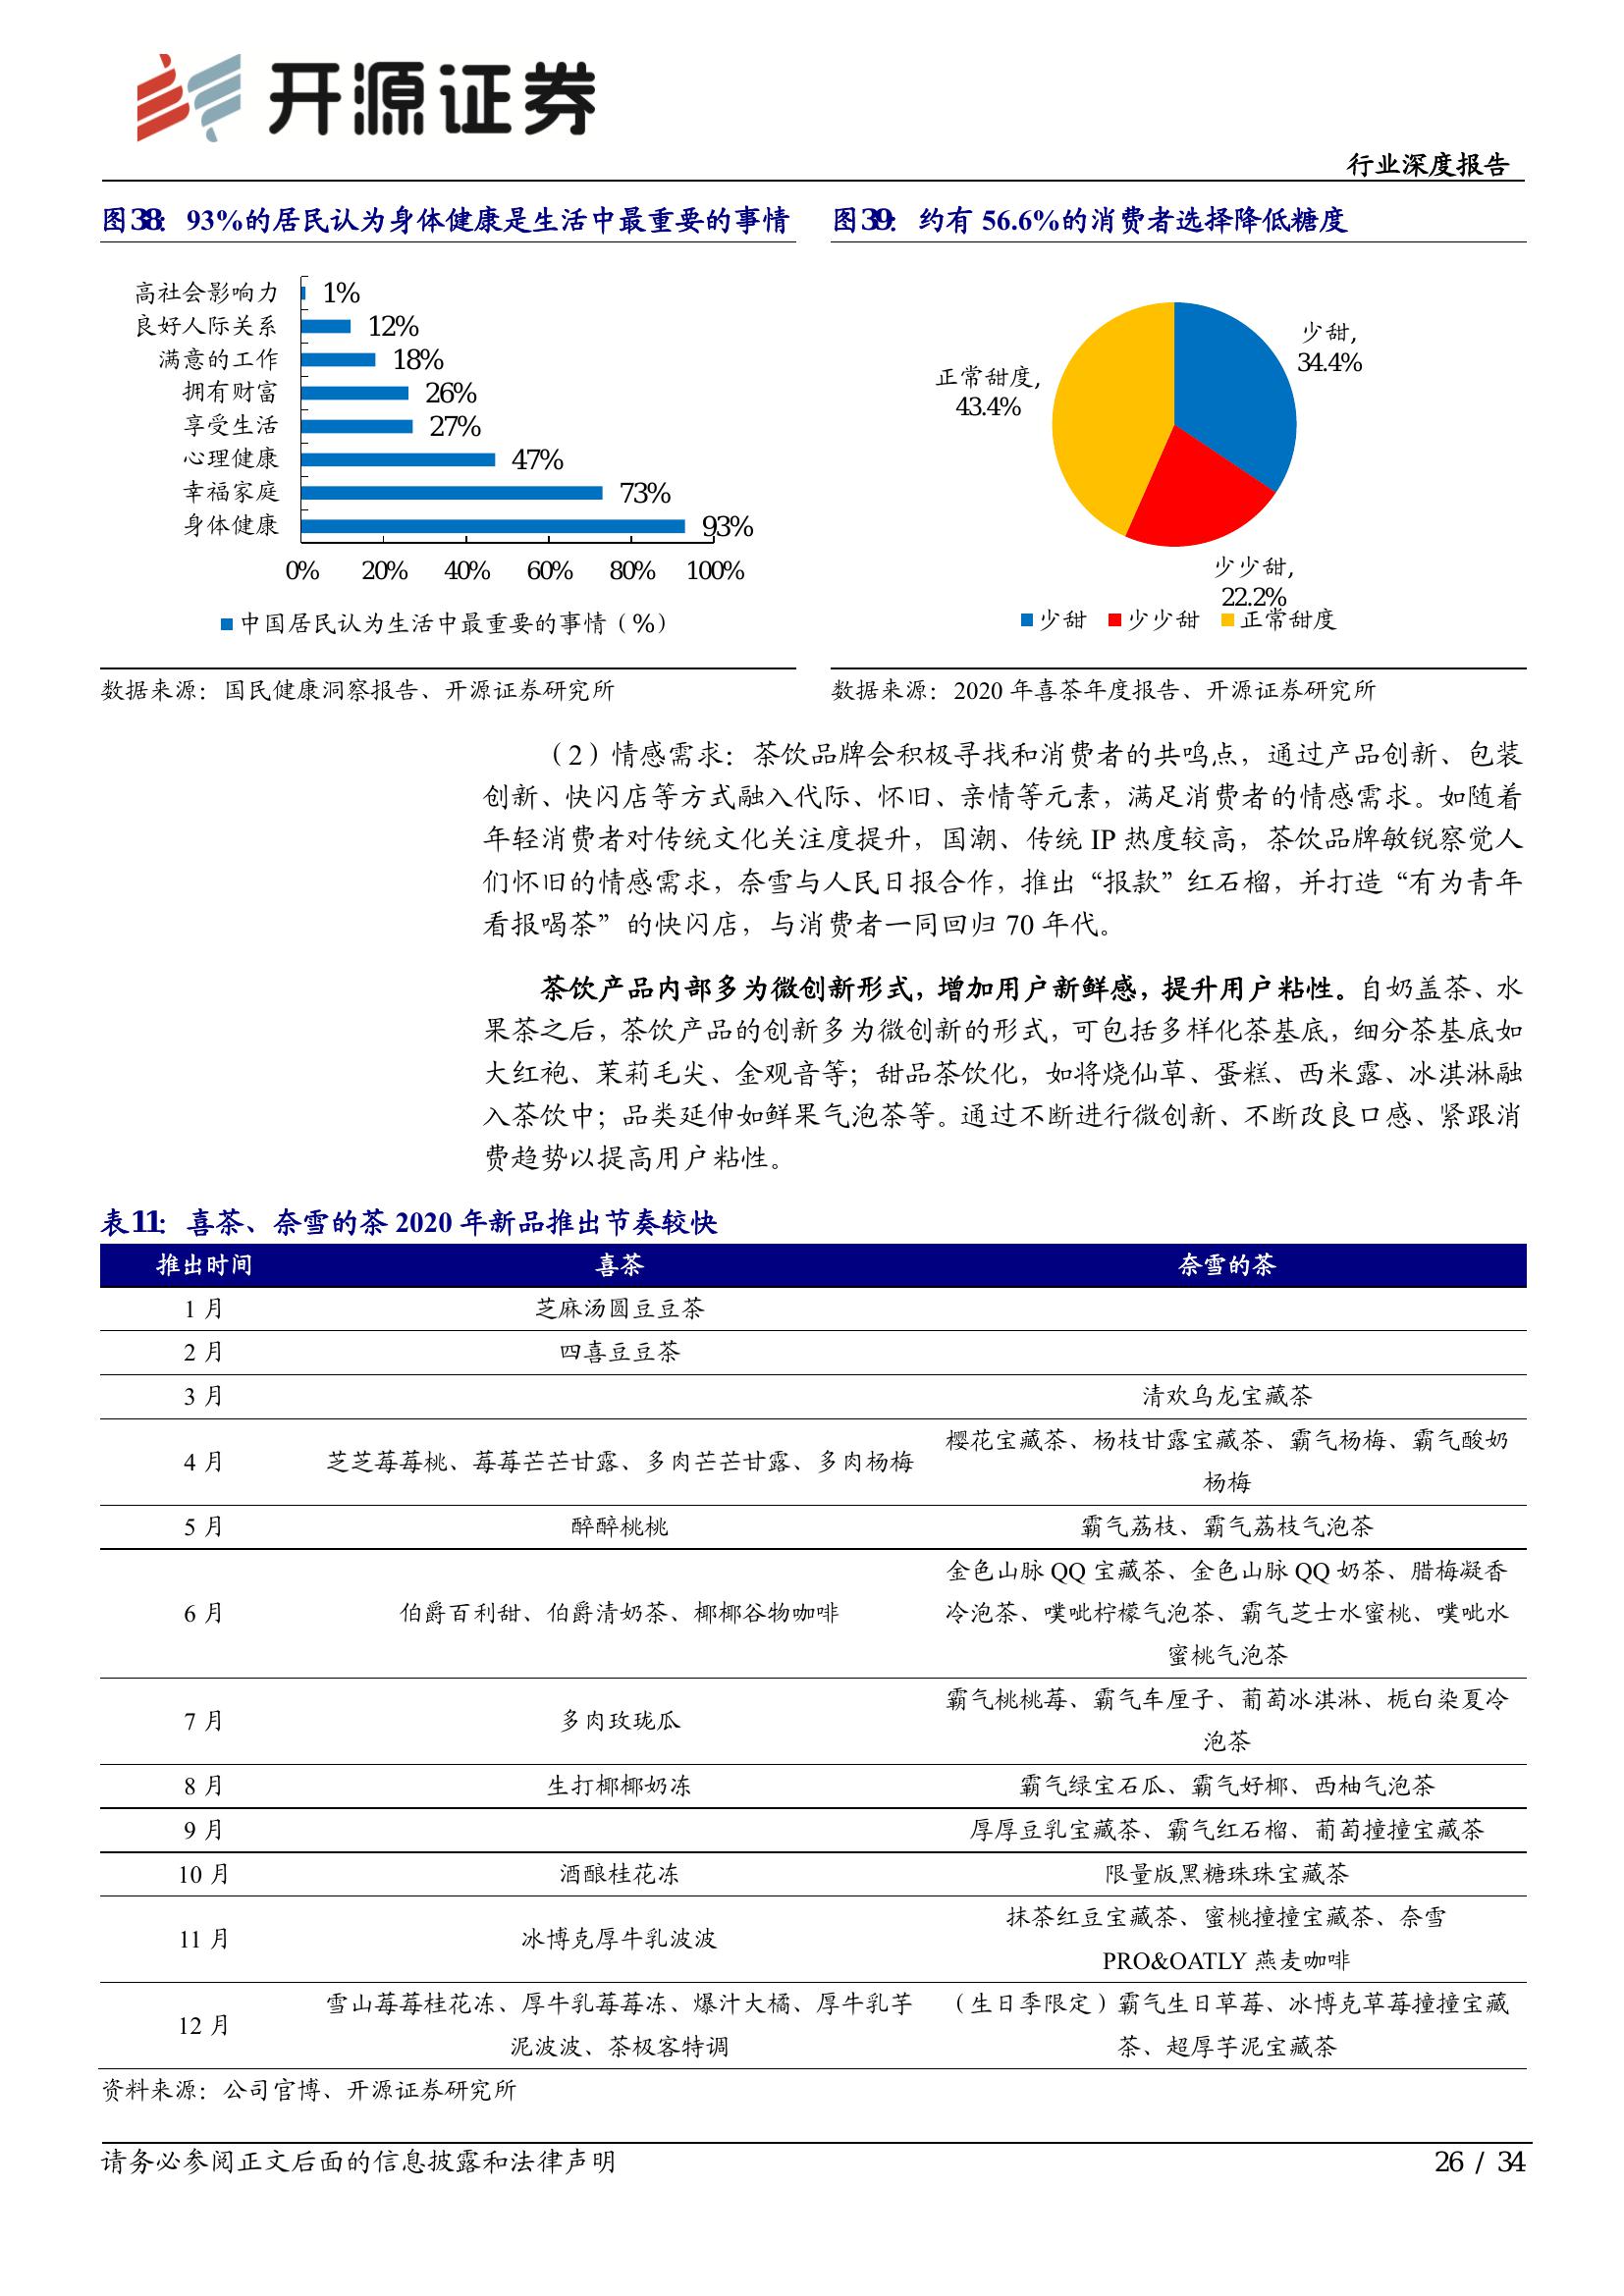 开源证券
行业深度报告
图38： 93%的居民认为身体健康是生活中最重要的事情
高社会影响力 1%
良好人际关系 12%
满意的工作 18%
拥有财富 26%
享受生活 27%
心理健康 47%
幸福家庭 73%
身体健康 93%
0% 20% 40% 60% 80% 100%
中国居民认为生活中最重要的事情（%）
数据来源：国民健康洞察报告、开源证券研究所
图39： 约有 56.6%的消费者选择降低糖度
少甜,
34.4%
正常甜度,
43.4%
少少甜,
22.2%
少甜 少少甜 正常甜度
数据来源：2020 年喜茶年度报告、开源证券研究所
（2）情感需求：茶饮品牌会积极寻找和消费者的共鸣点，通过产品创新、包装
创新、快闪店等方式融入代际、怀旧、亲情等元素，满足消费者的情感需求。如随着
年轻消费者对传统文化关注度提升，国潮、传统 IP 热度较高，茶饮品牌敏锐察觉人
们怀旧的情感需求，奈雪与人民日报合作，推出“报款”红石榴，并打造“有为青年
看报喝茶”的快闪店，与消费者一同回归 70 年代。
茶饮产品内部多为微创新形式，增加用户新鲜感，提升用户粘性。自奶盖茶、水
果茶之后，茶饮产品的创新多为微创新的形式，可包括多样化茶基底，细分茶基底如
大红袍、茉莉毛尖、金观音等；甜品茶饮化，如将烧仙草、蛋糕、西米露、冰淇淋融
入茶饮中；品类延伸如鲜果气泡茶等。通过不断进行微创新、不断改良口感、紧跟消
费趋势以提高用户粘性。
表11： 喜茶、奈雪的茶 2020 年新品推出节奏较快
推出时间 喜茶 奈雪的茶
1 月 芝麻汤圆豆豆茶
2 月 四喜豆豆茶
3 月 清欢乌龙宝藏茶
4 月 芝芝莓莓桃、莓莓芒芒甘露、多肉芒芒甘露、多肉杨梅 樱花宝藏茶、杨枝甘露宝藏茶、霸气杨梅、霸气酸奶
杨梅
5 月 醉醉桃桃 霸气荔枝、霸气荔枝气泡茶
金色山脉 QQ 宝藏茶、金色山脉 QQ 奶茶、腊梅凝香
6 月 伯爵百利甜、伯爵清奶茶、椰椰谷物咖啡 冷泡茶、噗呲柠檬气泡茶、霸气芝士水蜜桃、噗呲水
蜜桃气泡茶
7 月 多肉玫珑瓜 霸气桃桃莓、霸气车厘子、葡萄冰淇淋、栀白染夏冷
泡茶
8 月 生打椰椰奶冻 霸气绿宝石瓜、霸气好椰、西柚气泡茶
9 月 厚厚豆乳宝藏茶、霸气红石榴、葡萄撞撞宝藏茶
10 月 酒酿桂花冻 限量版黑糖珠珠宝藏茶
11 月 冰博克厚牛乳波波 抹茶红豆宝藏茶、蜜桃撞撞宝藏茶、奈雪
PRO&OATLY 燕麦咖啡
12 月 雪山莓莓桂花冻、厚牛乳莓莓冻、爆汁大橘、厚牛乳芋 （生日季限定）霸气生日草莓、冰博克草莓撞撞宝藏
泥波波、茶极客特调 茶、超厚芋泥宝藏茶
资料来源：公司官博、开源证券研究所
请务必参阅正文后面的信息披露和法律声明 26 / 34